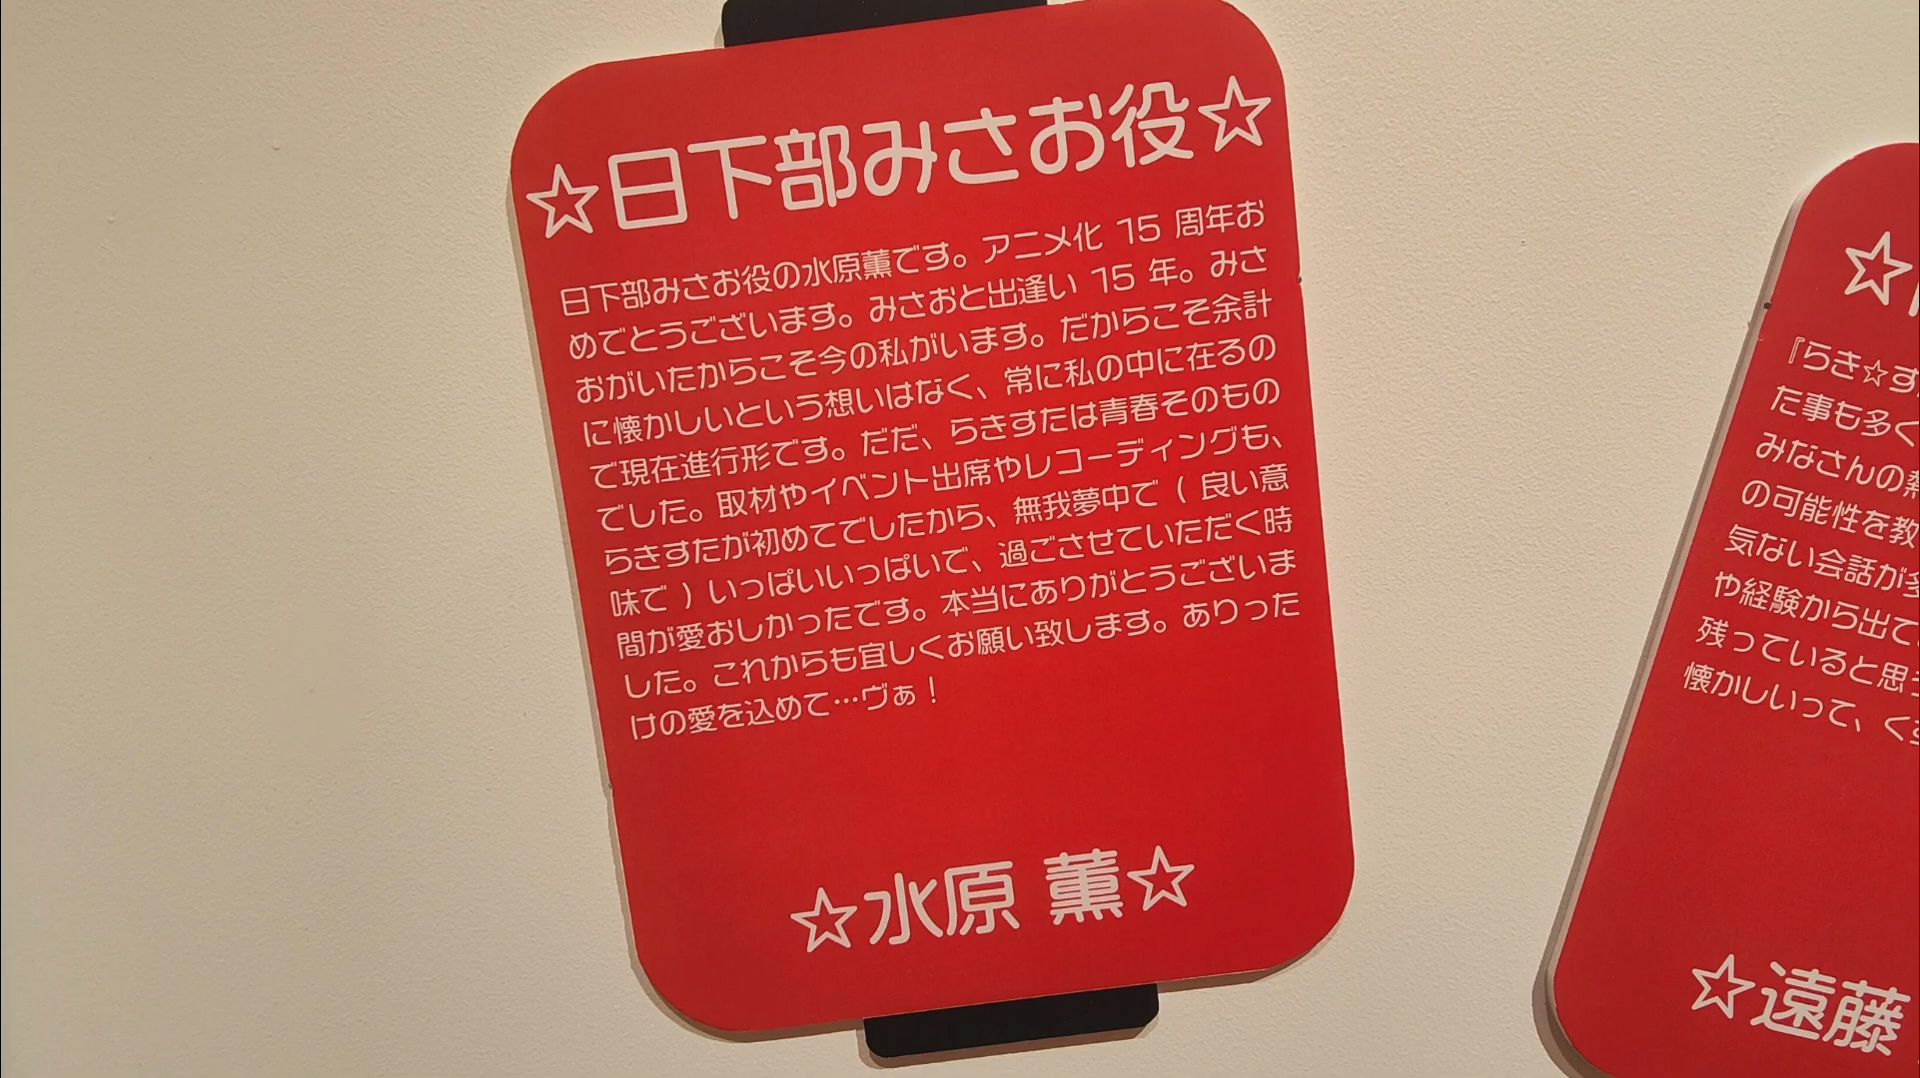 ☆日下部みさお役☆
日下部みさお役の水原薫です。アニメ化 15 周年お
めでとうございます。みさおと出逢い 15 年。みさ
おがいたからこそ今の私がいます。だからこそ余計
に懐かしいという想いはなく、常に私の中に在るの
で現在進行形です。だだ、らきすたは青春そのもの
でした。取材やイベント出席やレコーディングも、
らきすたが初めてでしたから、無我夢中で ( 良い意
味で ) いっぱいいっぱいで、過ごさせていただく時
間が愛おしかったです。本当にありがとうございま
した。これからも宜しくお願い致します。ありった
けの愛を込めて…ヴぁ！
☆水原 薫☆
☆
『らき☆す
た事も多く
みなさんの熱
の可能性を教
気ない会話が多
や経験から出て
残っていると思う
懐かしいって、くす
☆遠藤